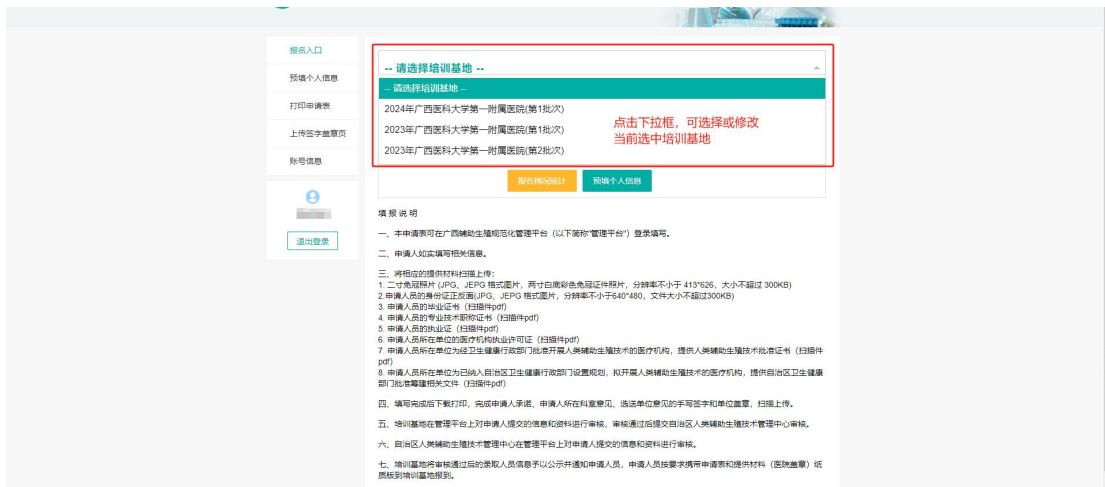 报名入口
预填个人信息
打印申请表
上传签字盖章页
账号信息
退出登录
-- 请选择培训基地 --
-- 请选择培训基地 --
2024年广西医科大学第一附属医院(第1批次)
2023年广西医科大学第一附属医院(第1批次)
2023年广西医科大学第一附属医院(第2批次)
点击下拉框，可选择或修改
当前选中培训基地
报名情况统计
预填个人信息
填 报 说 明
一、本申请表可在广西辅助生殖规范化管理平台（以下简称“管理平台”）登录填写。
二、申请人如实填写相关信息。
三、将相应的提供材料扫描上传：
1. 二寸免冠照片 (JPG、JEPG 格式图片，两寸白底彩色免冠证件照片，分辨率不小于 413*626，大小不超过 300KB)
2.申请人员的身份证正反面(JPG、JEPG 格式图片，分辨率不小于640*480，文件大小不超过300KB)
3. 申请人员的毕业证书（扫描件pdf）
4. 申请人员的专业技术职称证书（扫描件pdf）
5. 申请人员的执业证（扫描件pdf）
6. 申请人员所在单位的医疗机构执业许可证（扫描件pdf）
7. 申请人员所在单位为经卫生健康行政部门批准开展人类辅助生殖技术的医疗机构，提供人类辅助生殖技术批准证书（扫描件
pdf）
8. 申请人员所在单位为已纳入自治区卫生健康行政部门设置规划，拟开展人类辅助生殖技术的医疗机构，提供自治区卫生健康
部门批准筹建相关文件（扫描件pdf）
四、填写完成后下载打印，完成申请人承诺、申请人所在科室意见、选送单位意见的手写签字和单位盖章，扫描上传。
五、培训基地在管理平台上对申请人提交的信息和资料进行审核，审核通过后提交自治区人类辅助生殖技术管理中心审核。
六、自治区人类辅助生殖技术管理中心在管理平台上对申请人提交的信息和资料进行审核。
七、培训基地将审核通过后的录取人员信息予以公示并通知申请人员，申请人员按要求携带申请表和提供材料（医院盖章）纸
质版到培训基地报到。